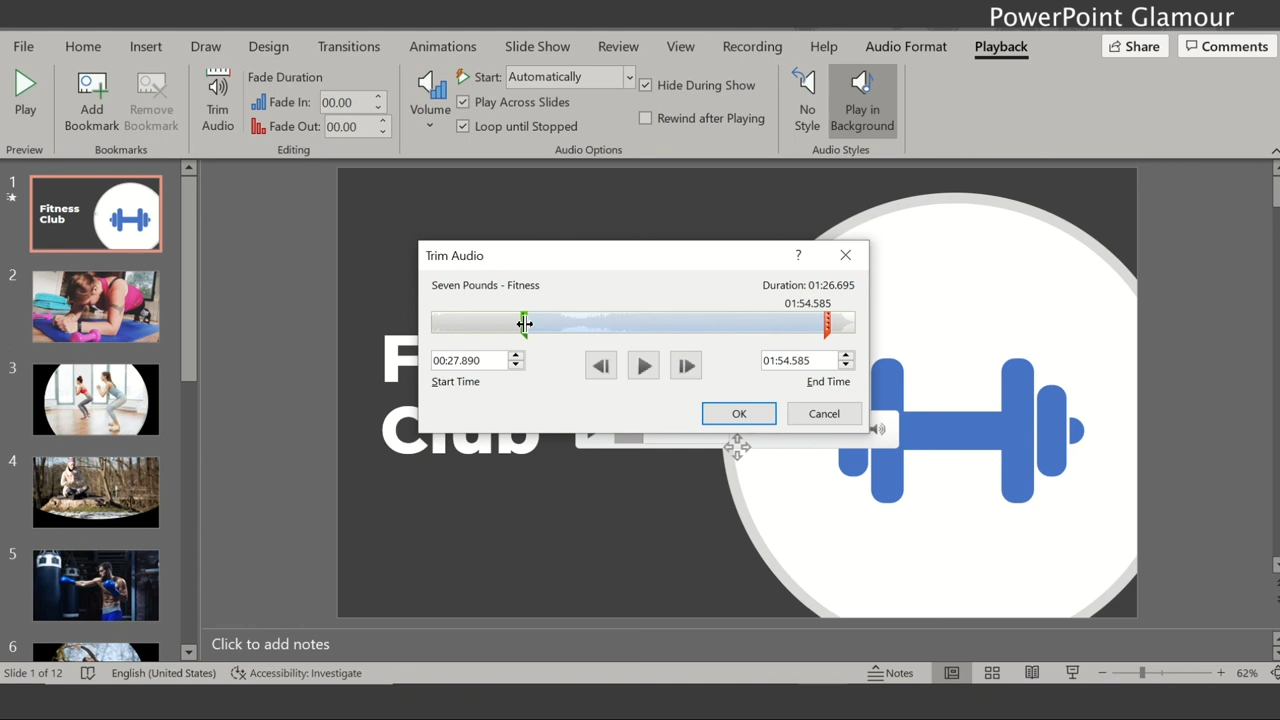 PowerPoint Glamour
File Home Insert Draw Design Transitions Animations Slide Show Review View Recording Help Audio Format Playback Share Comments
Play
Add Bookmark
Remove Bookmark
Trim Audio
Fade Duration
Fade In: 00.00
Fade Out: 00.00
Volume
Start: Automatically
Play Across Slides
Loop until Stopped
Hide During Show
Rewind after Playing
No Style
Play in Background
Preview Bookmarks Editing Audio Options Audio Styles
1
Fitness
Club
2
3
4
5
6
Trim Audio ?
Seven Pounds - Fitness Duration: 01:26.695
01:54.585
00:27.890 01:54.585
Start Time End Time
OK Cancel
F
Club
Click to add notes
Slide 1 of 12 English (United States) Accessibility: Investigate Notes 62%